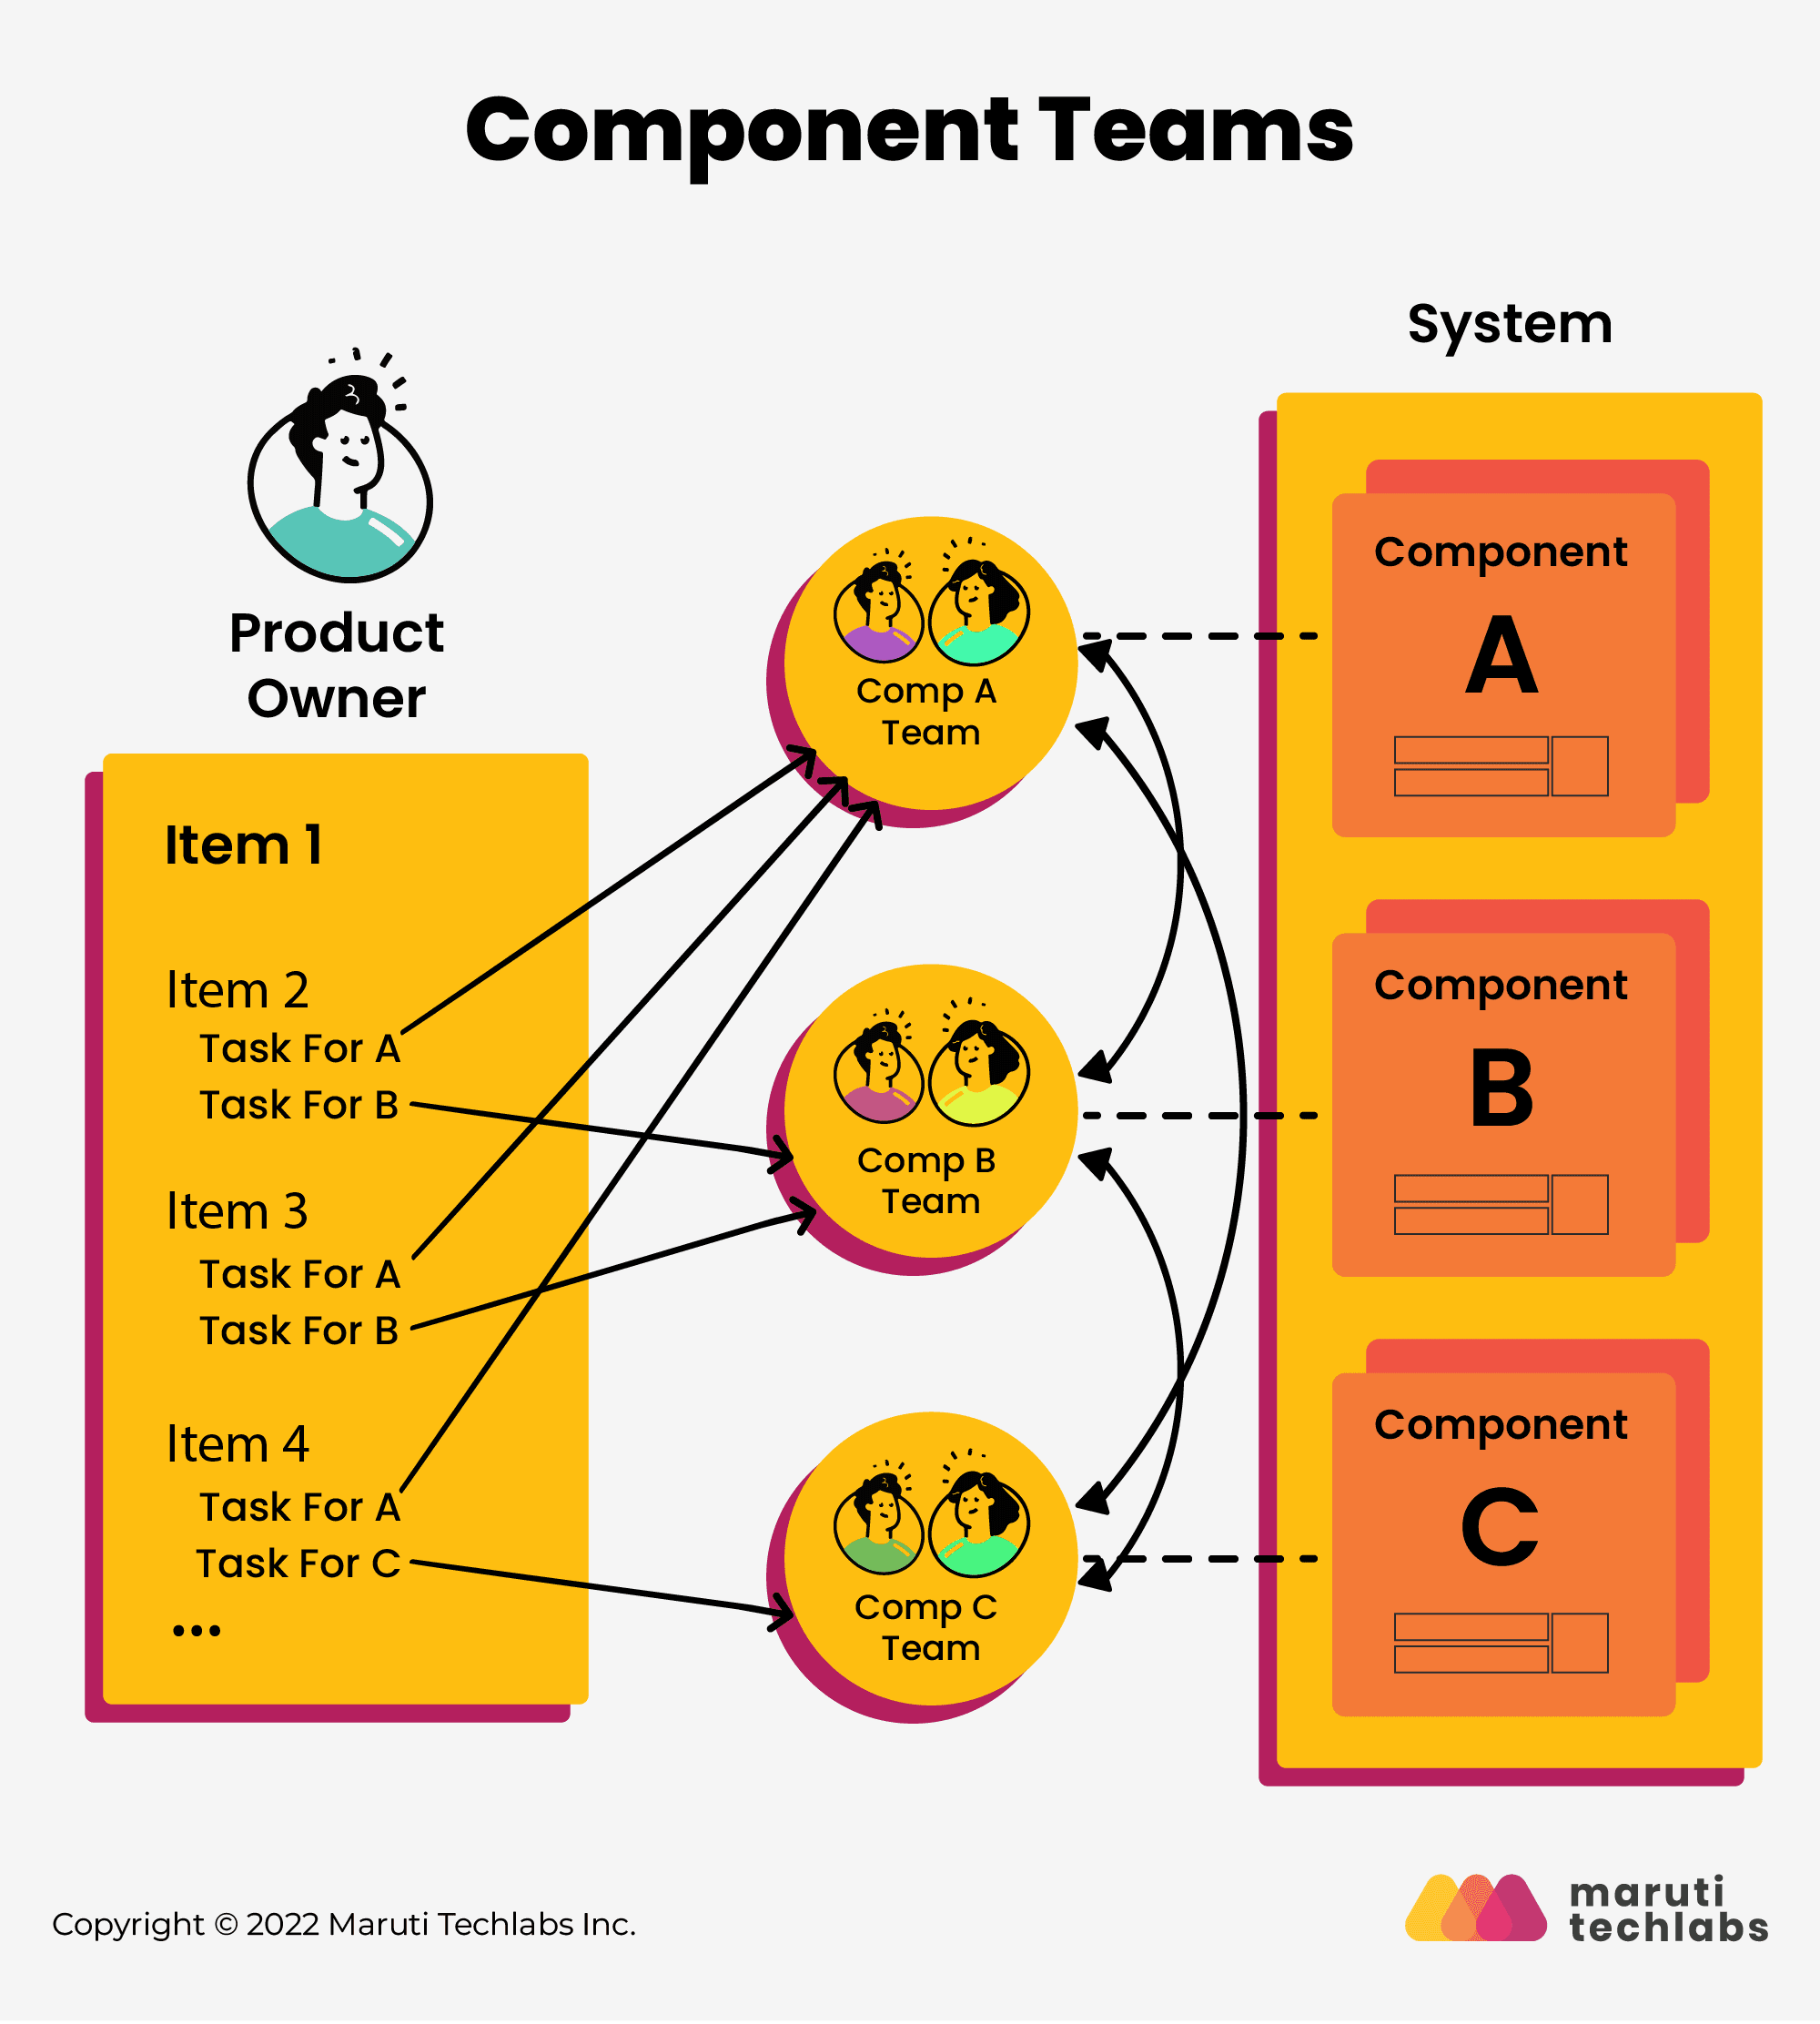 Component Teams
Product
Owner
Item 1
Item 2
Task For A
Task For B
Item 3
Task For A
Task For B
Item 4
Task For A
Task For C
...
Comp A
Team
Comp B
Team
Comp C
Team
System
Component
A
Component
B
Component
C
Copyright © 2022 Maruti Techlabs Inc.
maruti
techlabs